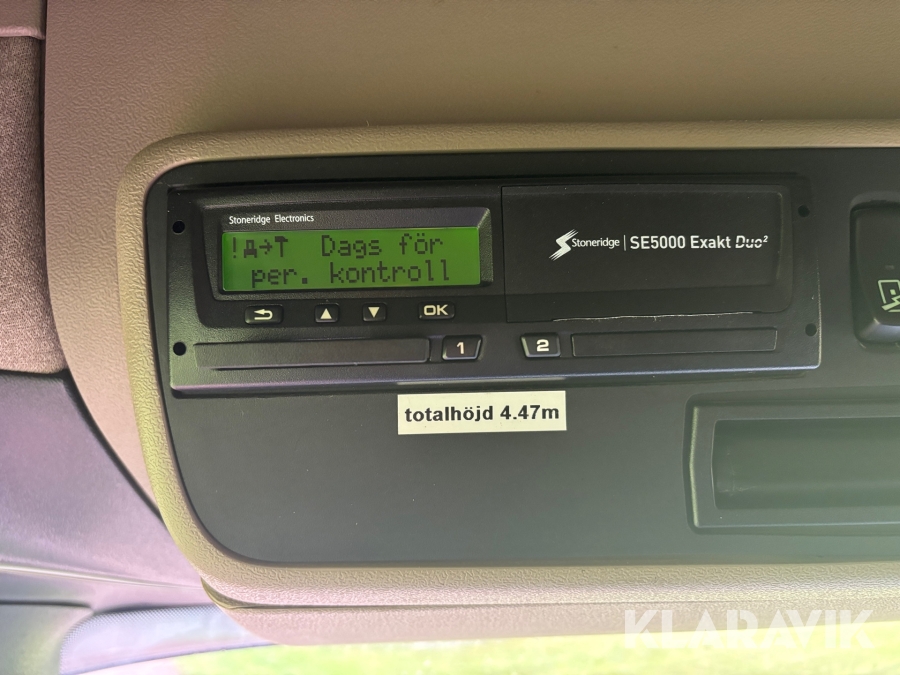 Stoneridge Electronics
! Dags för
per. kontroll
Stoneridge SE5000 Exakt Duo²
OK
1
2
totalhöjd 4.47m
KLARAVIK